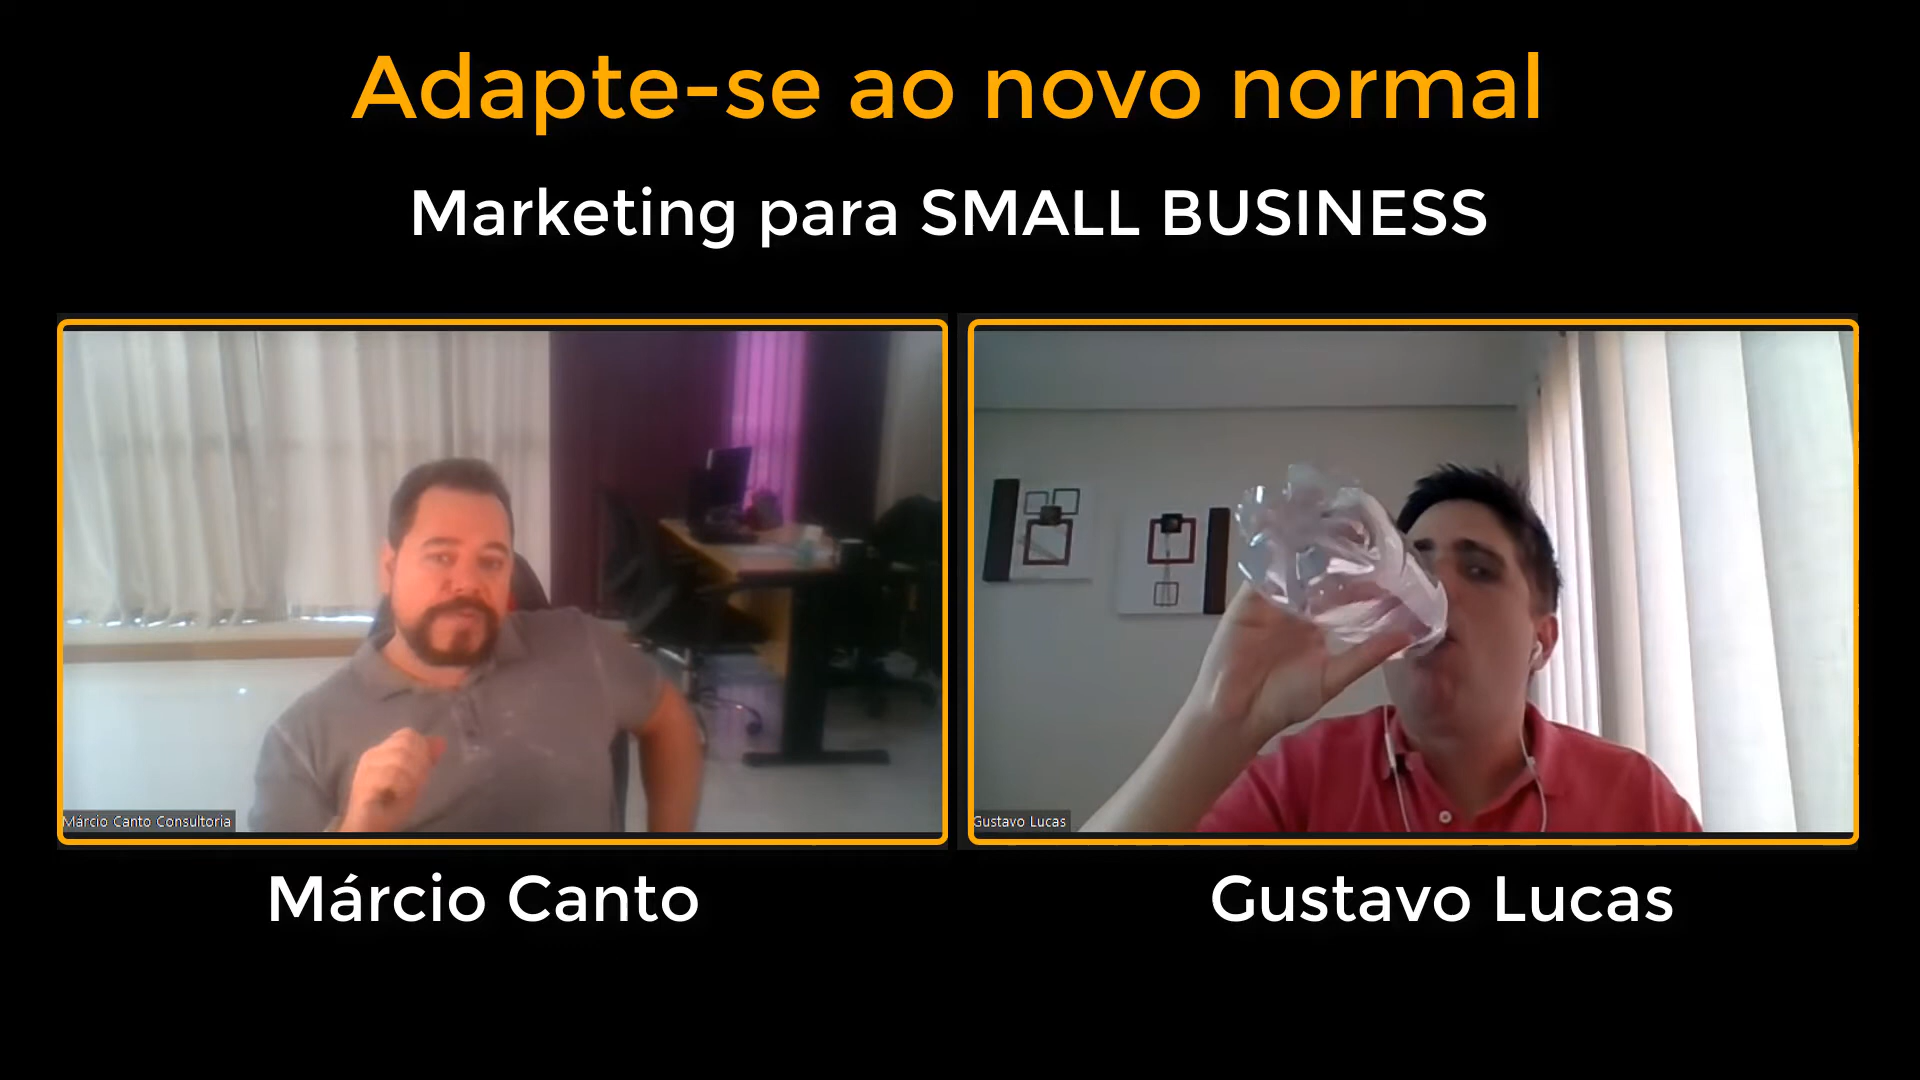 Adapte-se ao novo normal
Marketing para SMALL BUSINESS
Márcio Canto Consultoria
Gustavo Lucas
Márcio Canto
Gustavo Lucas